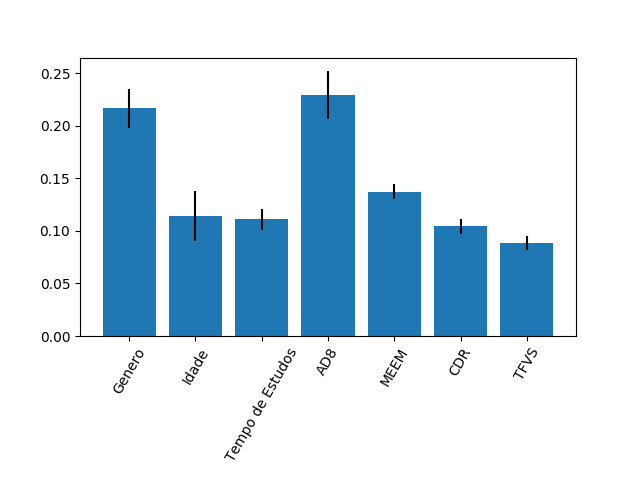 0.25
0.20
0.15
0.10
0.05
0.00
Genero
Idade
Tempo de Estudos
AD8
MEEM
CDR
TFVS